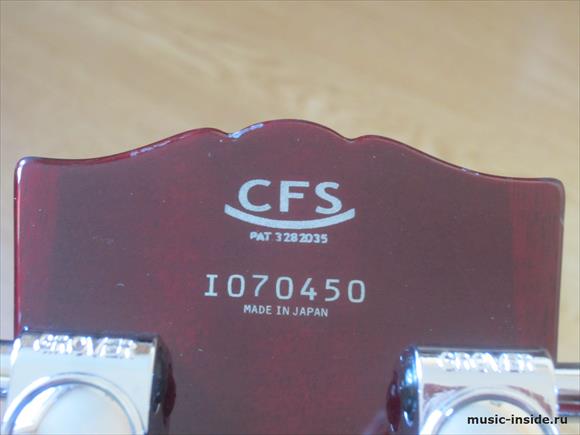 CFS
PAT 3282035
I070450
MADE IN JAPAN
GROVER GROVER
music-inside.ru